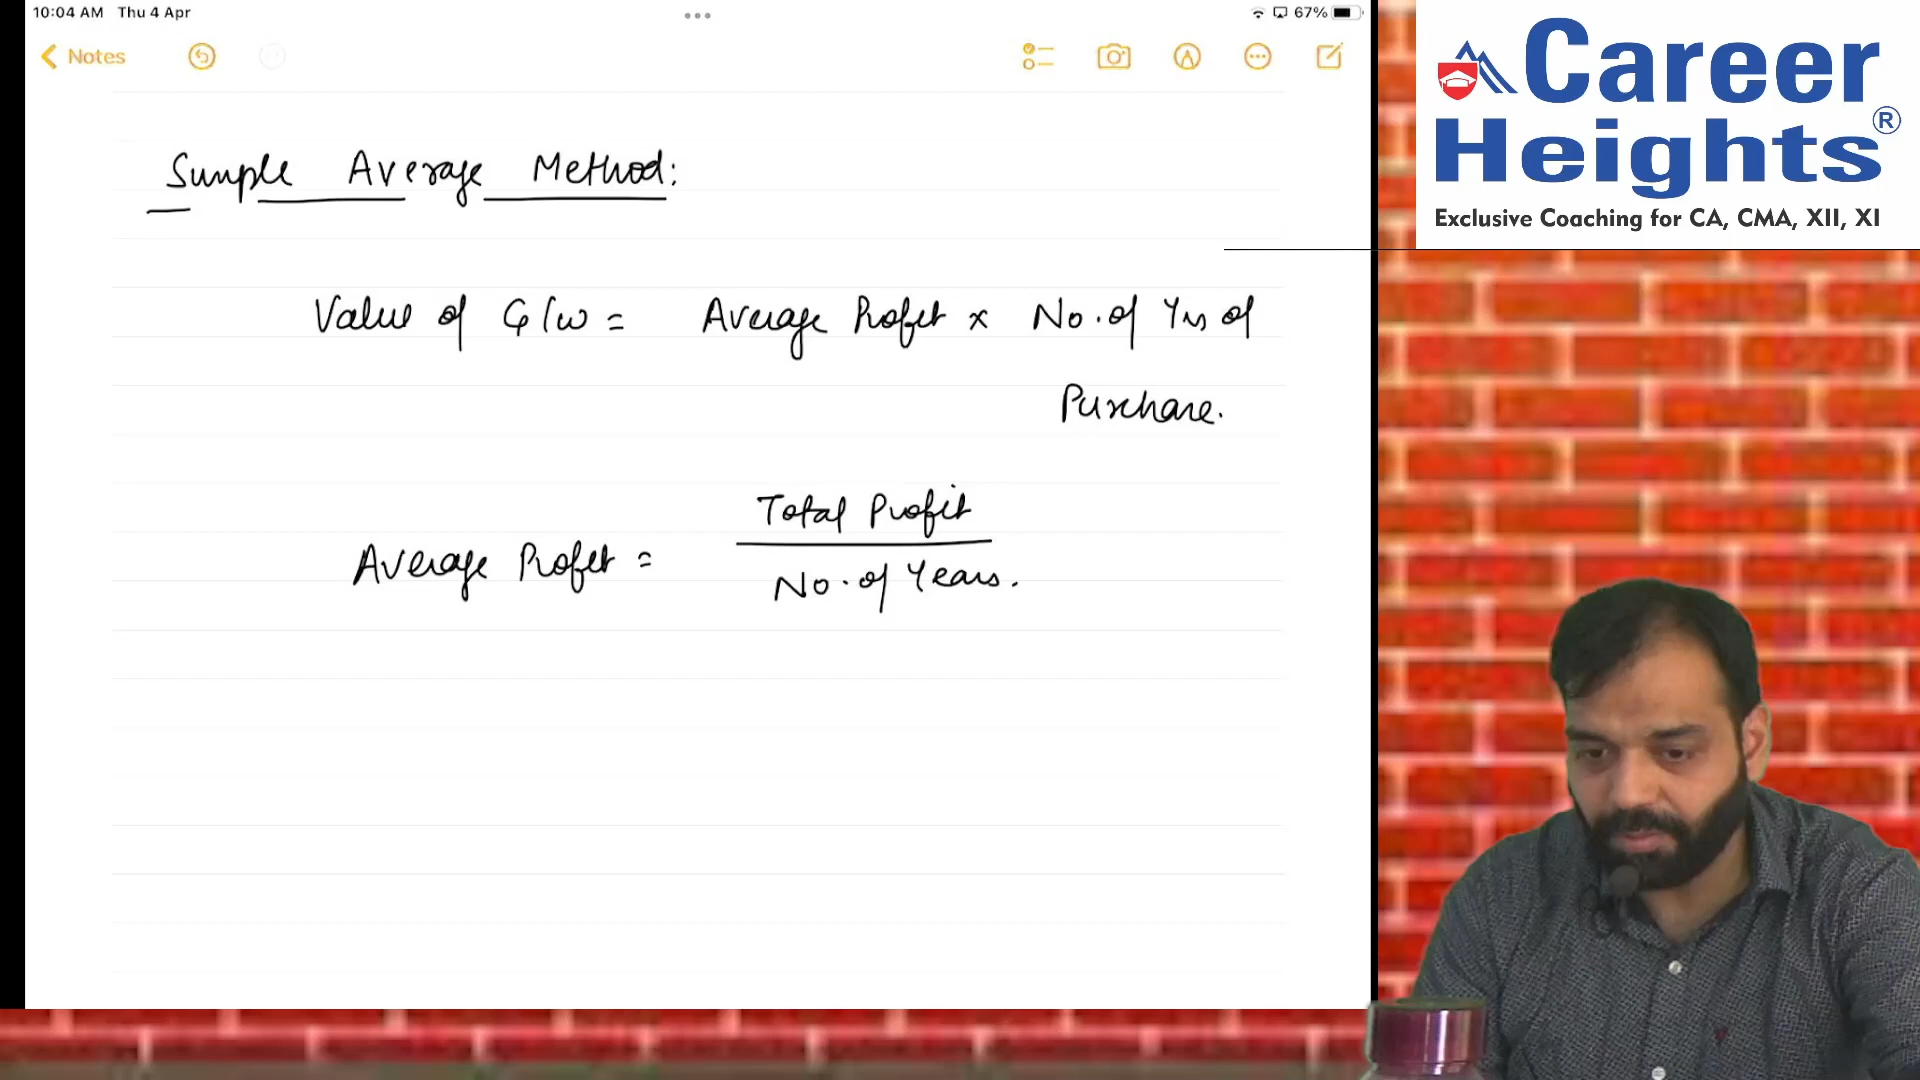 10:04 AM Thu 4 Apr
67%
Notes
Simple Average Method:
Value of G/w = Average Profit × No. of Yrs of
Purchase.
Average Profit = Total Profit
No. of Years.
Career
Heights®
Exclusive Coaching for CA, CMA, XII, XI